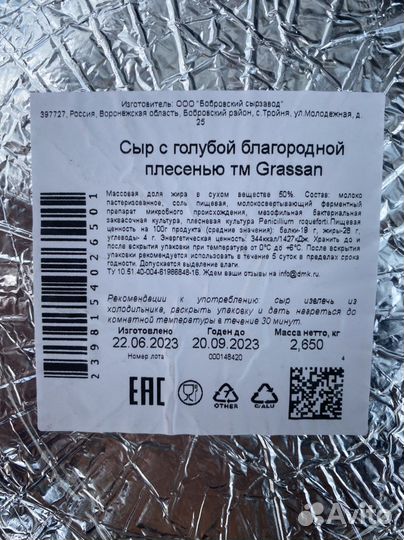 Изготовитель: ООО "Бобровский сырзавод"
397727, Россия, Воронежская область, Бобровский район, с.Тройня, ул.Молодежная, д.
25
Сыр с голубой благородной
плесенью тм Grassan
Массовая доля жира в сухом веществе 50%. Состав: молоко
пастеризованное, соль пищевая, молокосвертывающий ферментный
препарат микробного происхождения, мезофильная бактериальная
заквасочная культура, плесневая культура Penicillium roqueforti.Пищевая
ценность на 100г продукта (средние значения): белки-19 г, жиры-28 г,
углеводы- 4 г. Энергетическая ценность: 344ккал/1427кДж. Хранить до и
после вскрытия упаковки при температуре от 0°С до +6°С. После вскрытия
упаковки рекомендуется использовать в течение 5 суток в пределах срока
годности. Допускается выделение влаги.
ТУ 10.51.40-004-61966848-16. Ждем ваши отзывы на info@dmk.ru.
Рекомендации к употреблению: сыр извлечь из
холодильника, раскрыть упаковку и дать нагреться до
комнатной температуры в течение 30 минут.
Изготовлено Годен до Масса нетто, кг
22.06.2023 20.09.2023 2,650
Номер лота 000148420 4
2398154026501
EAC
7
OTHER
C/ALU
Avito